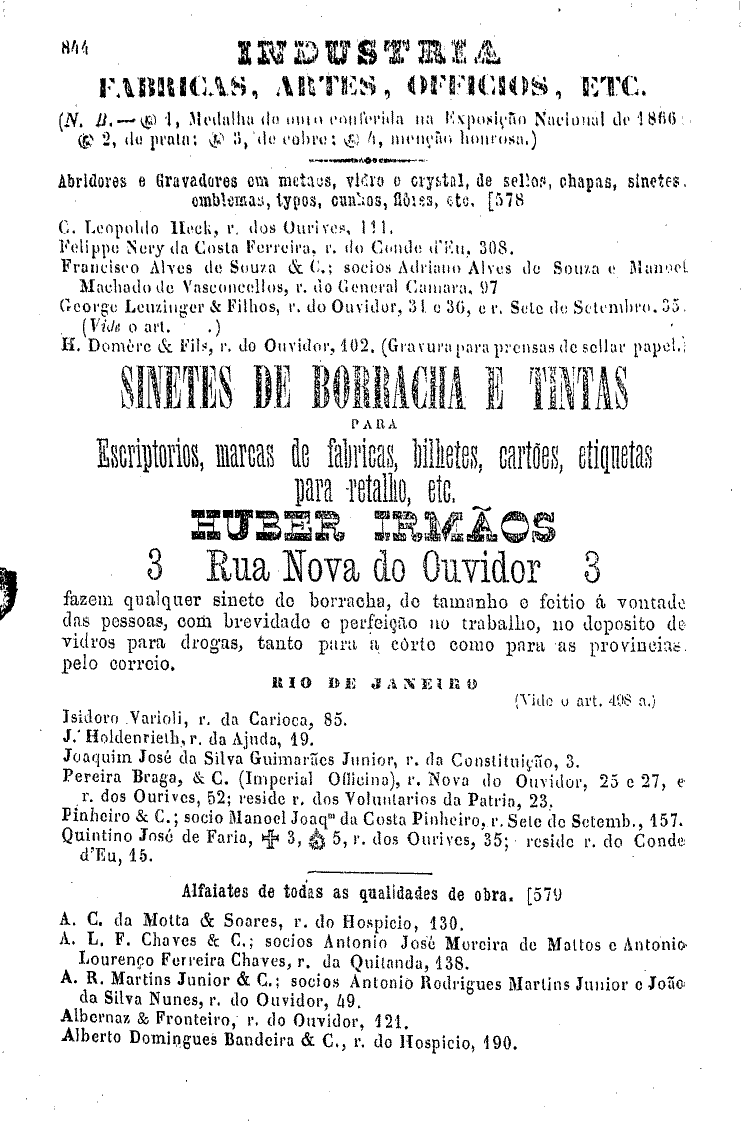 844
INDUSTRIA
FABRICAS, ARTES, OFFICIOS, ETC.
(N. B.— 1, Medalha de ouro conferida na Exposição Nacional de 1866:
2, de prata; 3, de cobre; 4, menção honrosa.)
Abridores e Gravadores em metaes, vidro e crystal, de sellos, chapas, sinetes,
emblemas, typos, cunhos, flôres, etc. [578
C. Leopoldo Heck, r. dos Ourives, 111.
Felippe Nery da Costa Ferreira, r. do Conde d'Eu, 308.
Francisco Alves de Souza & C.; socios Adriano Alves de Souza e Manoel
Machado de Vasconcellos, r. do General Camara, 97
George Leuzinger & Filhos, r. do Ouvidor, 31 e 36, e r. Sete de Setembro, 35.
(Vide o art. .)
H. Domère & Fils, r. do Ouvidor, 102. (Gravura para prensas de sellar papel.)
SINETES DE BORRACHA E TINTAS
PARA
Escriptorios, marcas de fabricas, bilhetes, cartões, etiquetas
para retalho, etc.
HUBER IRMÃOS
3 Rua Nova do Ouvidor 3
fazem qualquer sinete de borracha, de tamanho e feitio á vontade
das pessoas, com brevidade e perfeição no trabalho, no deposito de
vidros para drogas, tanto para a côrte como para as provincias,
pelo correio.
RIO DE JANEIRO
(Vide o art. 498 a.)
Isidoro Varioli, r. da Carioca, 85.
J. Holdenrieth, r. da Ajuda, 19.
Joaquim José da Silva Guimarães Junior, r. da Constituição, 3.
Pereira Braga, & C. (Imperial Officina), r. Nova do Ouvidor, 25 e 27, e
r. dos Ourives, 52; reside r. dos Voluntarios da Patria, 23.
Pinheiro & C.; socio Manoel Joaqᵐ da Costa Pinheiro, r. Sete de Setemb., 157.
Quintino José de Faria, 3, 5, r. dos Ourives, 35; reside r. do Conde
d'Eu, 15.
Alfaiates de todas as qualidades de obra. [579
A. C. da Motta & Soares, r. do Hospicio, 130.
A. L. F. Chaves & C.; socios Antonio José Moreira de Mattos e Antonio
Lourenço Ferreira Chaves, r. da Quitanda, 138.
A. R. Martins Junior & C.; socios Antonio Rodrigues Martins Junior e João
da Silva Nunes, r. do Ouvidor, 49.
Albernaz & Fronteiro, r. do Ouvidor, 121.
Alberto Domingues Bandeira & C., r. do Hospicio, 190.